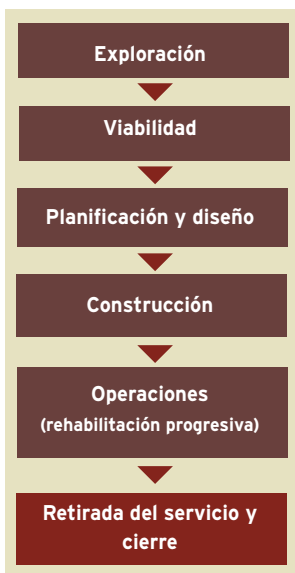 Exploración
Viabilidad
Planificación y diseño
Construcción
Operaciones
(rehabilitación progresiva)
Retirada del servicio y
cierre